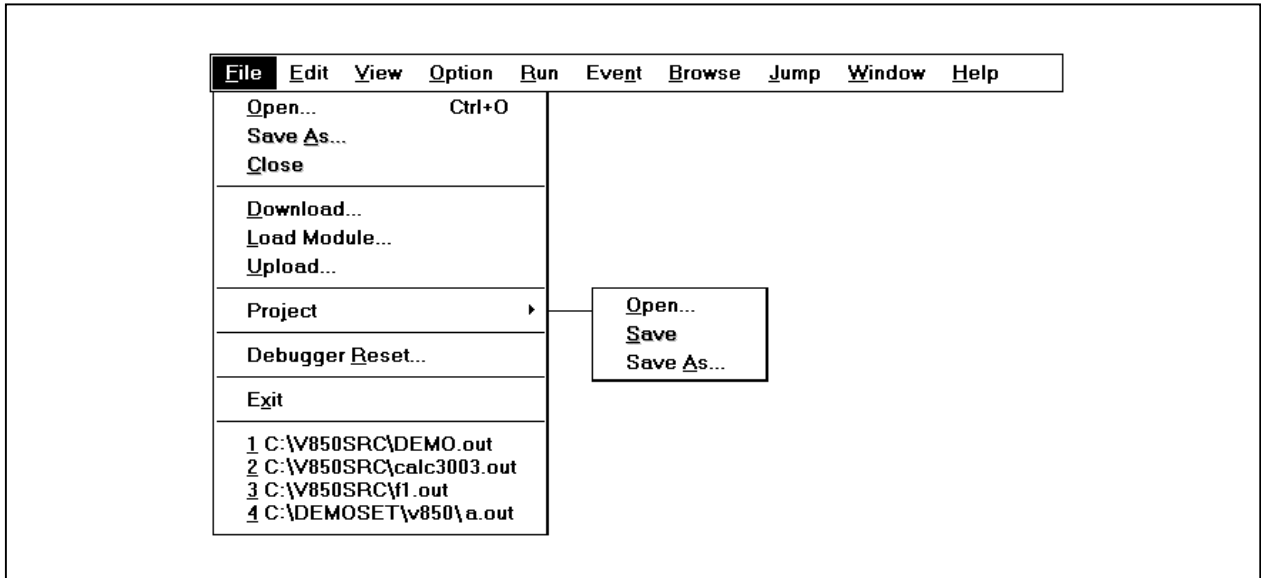 File Edit View Option Run Event Browse Jump Window Help
Open... Ctrl+O
Save As...
Close
Download...
Load Module...
Upload...
Project
Open...
Save
Save As...
Debugger Reset...
Exit
1 C:\V850SRC\DEMO.out
2 C:\V850SRC\calc3003.out
3 C:\V850SRC\f1.out
4 C:\DEMOSET\v850\a.out